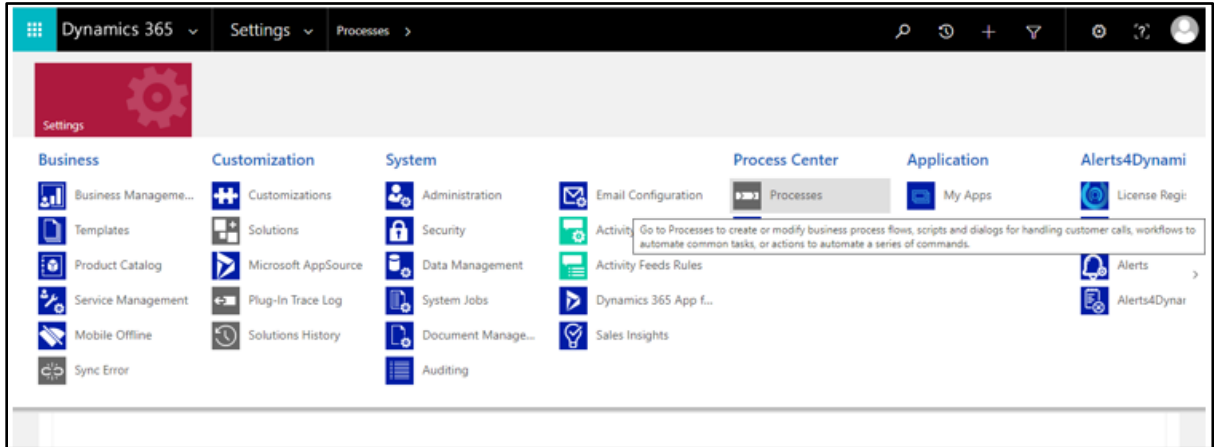 Dynamics 365 Settings Processes
Settings
Business
Business Manageme...
Templates
Product Catalog
Service Management
Mobile Offline
Sync Error
Customization
Customizations
Solutions
Microsoft AppSource
Plug-In Trace Log
Solutions History
System
Administration
Security
Data Management
System Jobs
Document Manage...
Auditing
Email Configuration
Activity
Activity Feeds Rules
Dynamics 365 App f...
Sales Insights
Process Center
Processes
Go to Processes to create or modify business process flows, scripts and dialogs for handling customer calls, workflows to
automate common tasks, or actions to automate a series of commands.
Application
My Apps
Alerts4Dynami
License Regis
Alerts
Alerts4Dynar